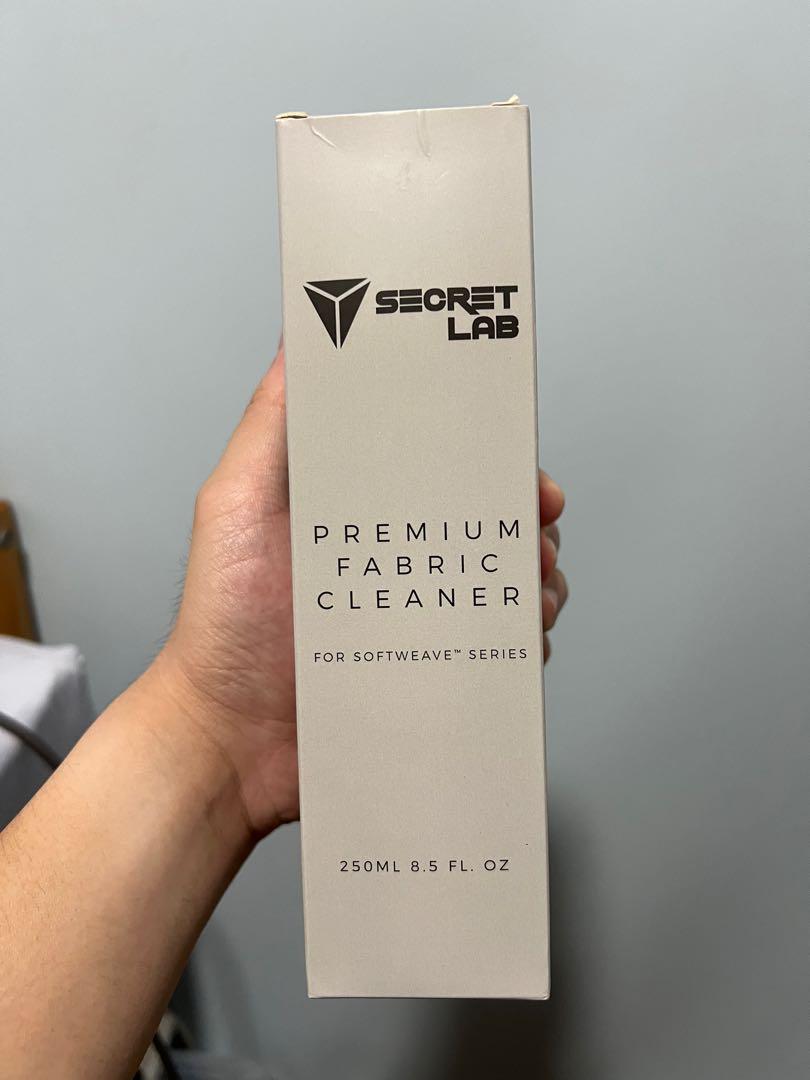 SECRET
LAB
PREMIUM
FABRIC
CLEANER
FOR SOFTWEAVE™ SERIES
250ML 8.5 FL. OZ